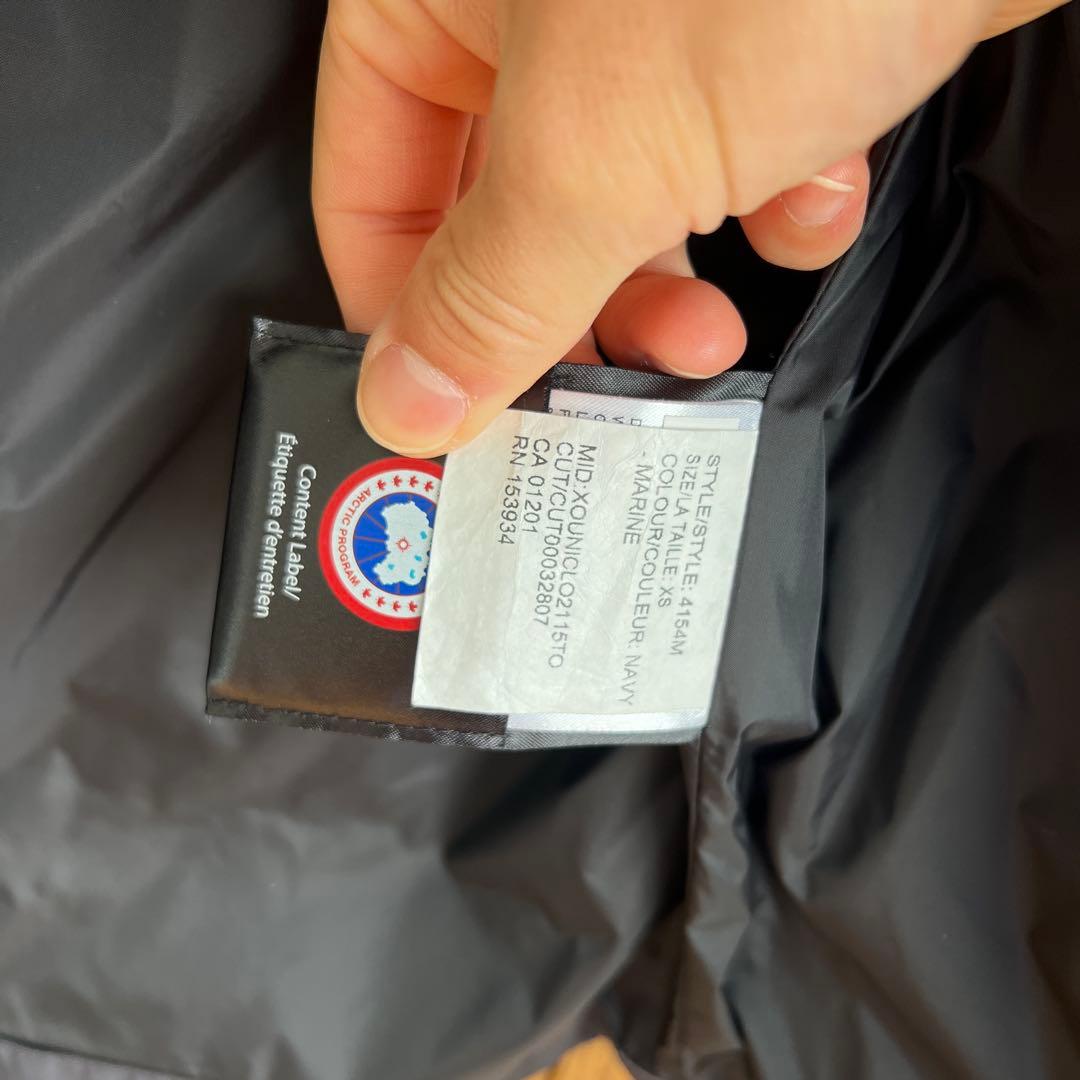 STYLE/STYLE: 4154M
SIZE/LA TAILLE: XS
COLOUR/COULEUR: NAVY
- MARINE
MID:XOUNICLO2115TO
CUT/CUT00032807
CA 01201
RN 153934
ARCTIC PROGRAM
Content Label/
Étiquette d'entretien